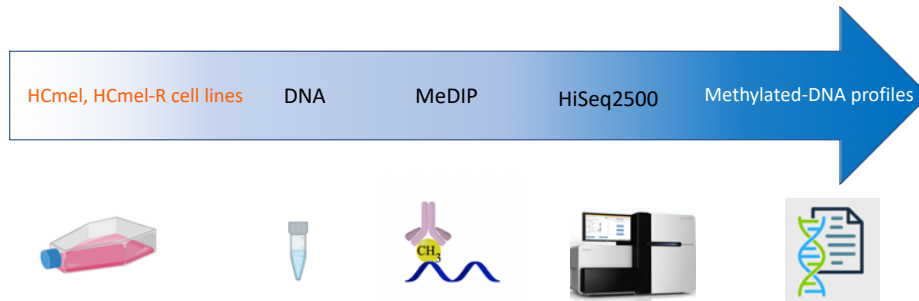 HCmel, HCmel-R cell lines
DNA
MeDIP
HiSeq2500
Methylated-DNA profiles
CH3